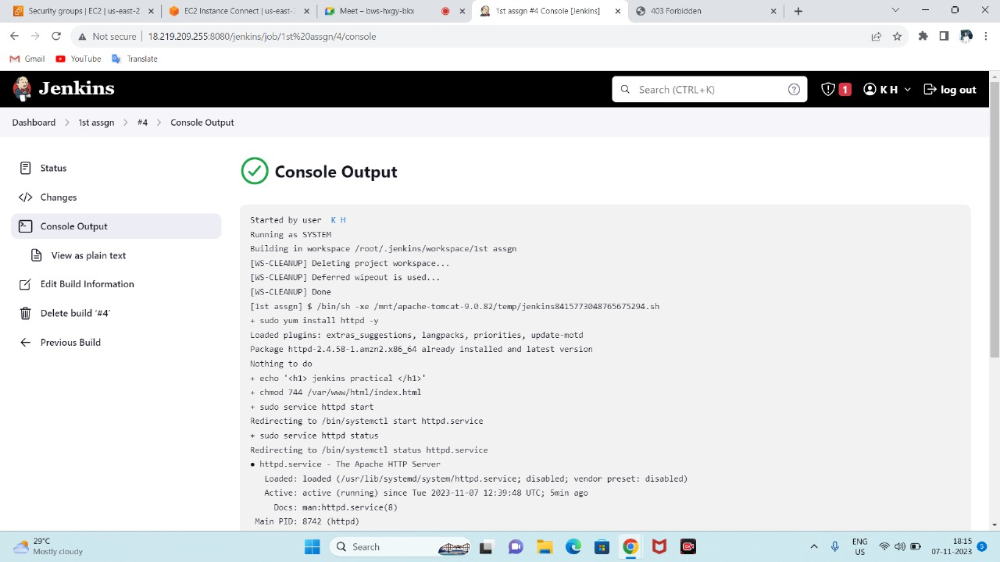 Security groups | EC2 | us-east-2
EC2 Instance Connect | us-east-
Meet – bws-hxgy-bkx
1st assgn #4 Console [Jenkins]
403 Forbidden
Not secure | 18.219.209.255:8080/jenkins/job/1st%20assgn/4/console
Gmail YouTube Translate
Jenkins
Search (CTRL+K) ?
1 K H log out
Dashboard > 1st assgn > #4 > Console Output
Status
Changes
Console Output
View as plain text
Edit Build Information
Delete build ‘#4’
Previous Build
Console Output
Started by user K H
Running as SYSTEM
Building in workspace /root/.jenkins/workspace/1st assgn
[WS-CLEANUP] Deleting project workspace...
[WS-CLEANUP] Deferred wipeout is used...
[WS-CLEANUP] Done
[1st assgn] $ /bin/sh -xe /mnt/apache-tomcat-9.0.82/temp/jenkins8415773048765675294.sh
+ sudo yum install httpd -y
Loaded plugins: extras_suggestions, langpacks, priorities, update-motd
Package httpd-2.4.58-1.amzn2.x86_64 already installed and latest version
Nothing to do
+ echo '<h1> jenkins practical </h1>'
+ chmod 744 /var/www/html/index.html
+ sudo service httpd start
Redirecting to /bin/systemctl start httpd.service
+ sudo service httpd status
Redirecting to /bin/systemctl status httpd.service
● httpd.service - The Apache HTTP Server
Loaded: loaded (/usr/lib/systemd/system/httpd.service; disabled; vendor preset: disabled)
Active: active (running) since Tue 2023-11-07 12:39:48 UTC; 5min ago
Docs: man:httpd.service(8)
Main PID: 8742 (httpd)
29°C
Mostly cloudy
Search
ENG
US
18:15
07-11-2023
5